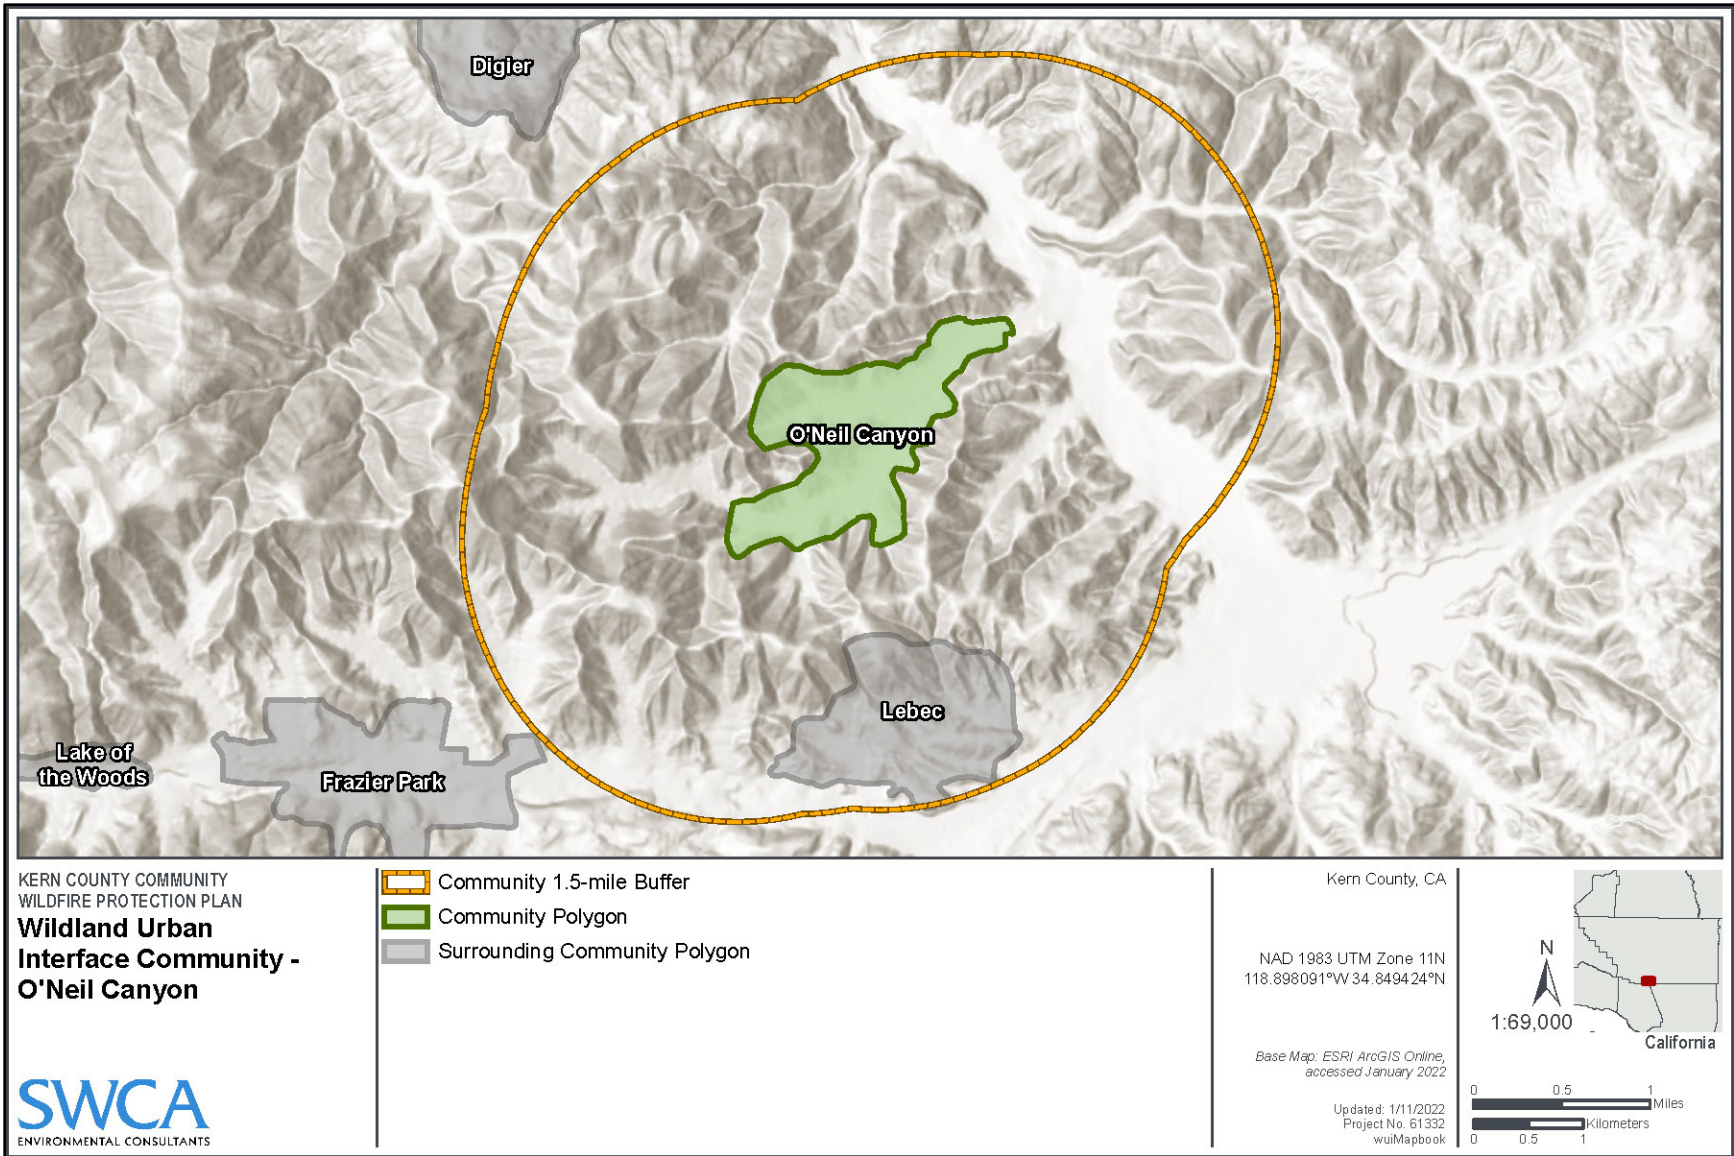 Digier
O'Neil Canyon
Lebec
Lake of
the Woods
Frazier Park
KERN COUNTY COMMUNITY
WILDFIRE PROTECTION PLAN
Wildland Urban
Interface Community -
O'Neil Canyon
SWCA
ENVIRONMENTAL CONSULTANTS
Community 1.5-mile Buffer
Community Polygon
Surrounding Community Polygon
Kern County, CA
NAD 1983 UTM Zone 11N
118.898091°W 34.849424°N
Base Map: ESRI ArcGIS Online,
accessed January 2022
Updated: 1/11/2022
Project No. 61332
wuiMapbook
N
1:69,000
California
0 0.5 1
Miles
Kilometers
0 0.5 1